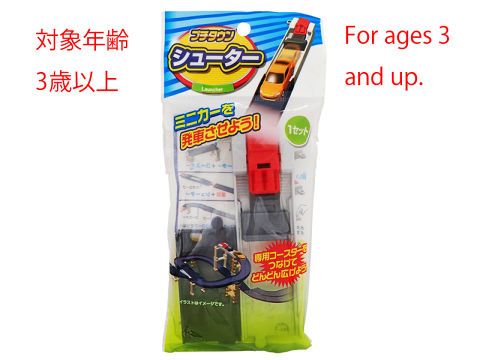 対象年齢
3歳以上
For ages 3
and up.
プチタウン
シューター
Launcher
ミニカーを
発車させよう!
1セット
専用コースターを
つなげて
どんどん広げよう!
イラストはイメージです。